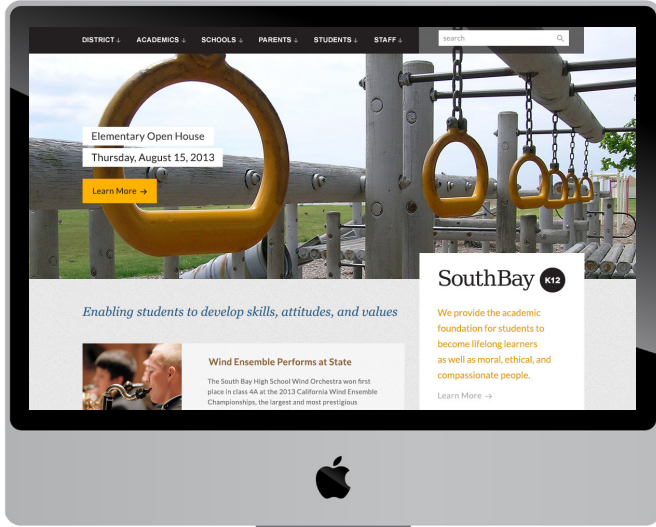 DISTRICT ↓ ACADEMICS ↓ SCHOOLS ↓ PARENTS ↓ STUDENTS ↓ STAFF ↓ search
Elementary Open House
Thursday, August 15, 2013
Learn More →
SouthBay K12
Enabling students to develop skills, attitudes, and values
We provide the academic
foundation for students to
become lifelong learners
as well as moral, ethical, and
compassionate people.
Learn More →
Wind Ensemble Performs at State
The South Bay High School Wind Orchestra won first
place in class 4A at the 2013 California Wind Ensemble
Championships, the largest and most prestigious